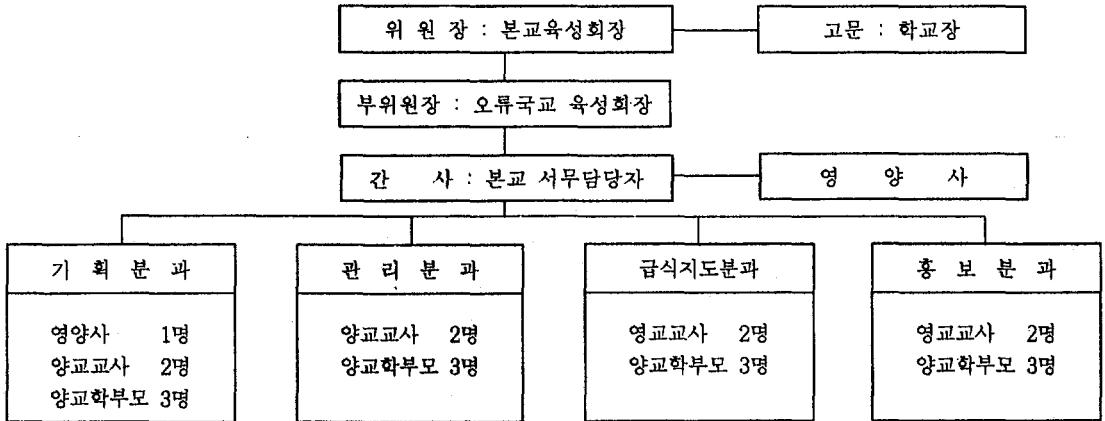 위 원 장 : 본교육성회장
고문 : 학교장
부위원장 : 오류국교 육성회장
간 사 : 본교 서무담당자
영 양 사
기 획 분 과
영양사 1명
양교교사 2명
양교학부모 3명
관 리 분 과
양교교사 2명
양교학부모 3명
급식지도분과
영교교사 2명
양교학부모 3명
홍 보 분 과
영교교사 2명
양교학부모 3명